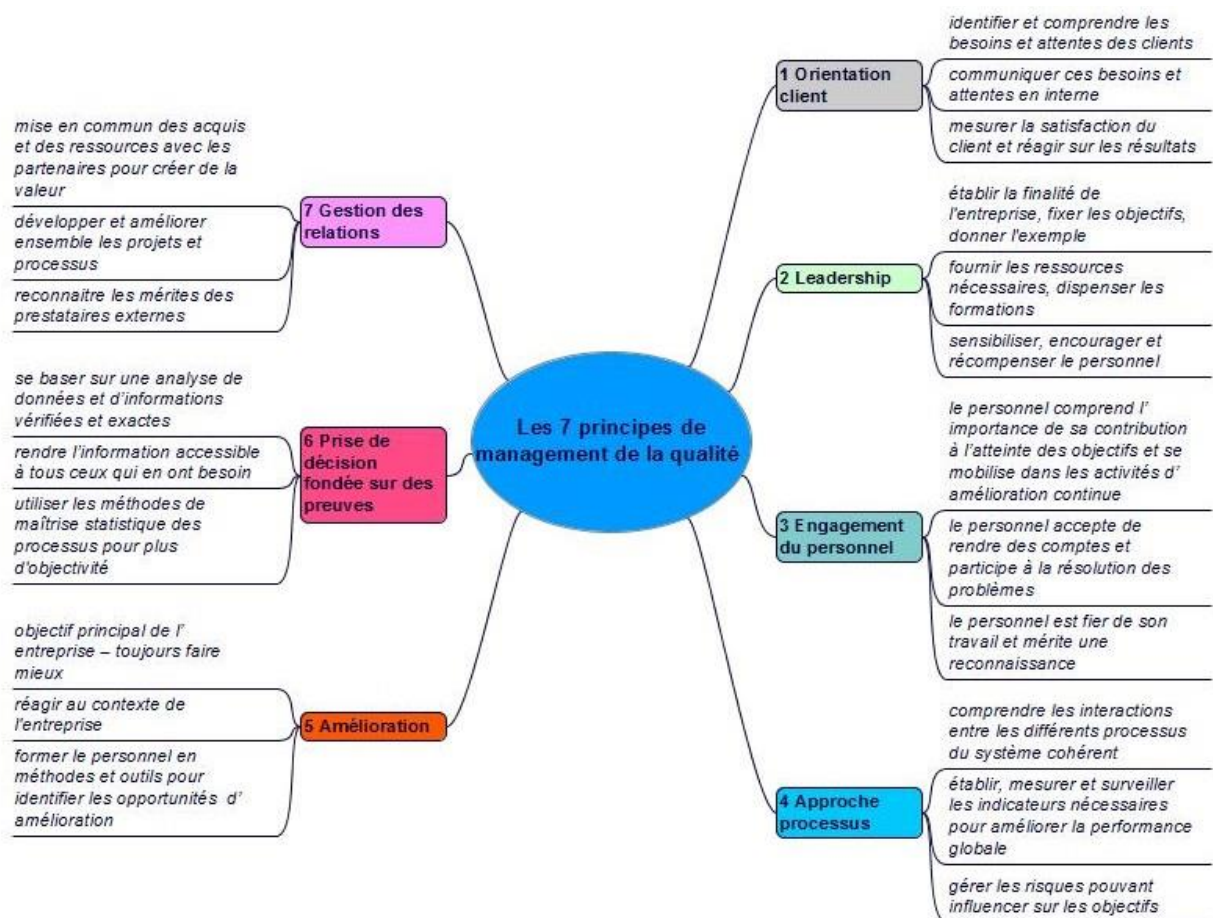 Les 7 principes de
management de la qualité
1 Orientation
client
identifier et comprendre les
besoins et attentes des clients
communiquer ces besoins et
attentes en interne
mesurer la satisfaction du
client et réagir sur les résultats
2 Leadership
établir la finalité de
l'entreprise, fixer les objectifs,
donner l'exemple
fournir les ressources
nécessaires, dispenser les
formations
sensibiliser, encourager et
récompenser le personnel
3 Engagement
du personnel
le personnel comprend l’
importance de sa contribution
à l’atteinte des objectifs et se
mobilise dans les activités d’
amélioration continue
le personnel accepte de
rendre des comptes et
participe à la résolution des
problèmes
le personnel est fier de son
travail et mérite une
reconnaissance
4 Approche
processus
comprendre les interactions
entre les différents processus
du système cohérent
établir, mesurer et surveiller
les indicateurs nécessaires
pour améliorer la performance
globale
gérer les risques pouvant
influencer sur les objectifs
5 Amélioration
objectif principal de l’
entreprise – toujours faire
mieux
réagir au contexte de
l'entreprise
former le personnel en
méthodes et outils pour
identifier les opportunités d’
amélioration
6 Prise de
décision
fondée sur des
preuves
se baser sur une analyse de
données et d’informations
vérifiées et exactes
rendre l’information accessible
à tous ceux qui en ont besoin
utiliser les méthodes de
maîtrise statistique des
processus pour plus
d'objectivité
7 Gestion des
relations
mise en commun des acquis
et des ressources avec les
partenaires pour créer de la
valeur
développer et améliorer
ensemble les projets et
processus
reconnaitre les mérites des
prestataires externes